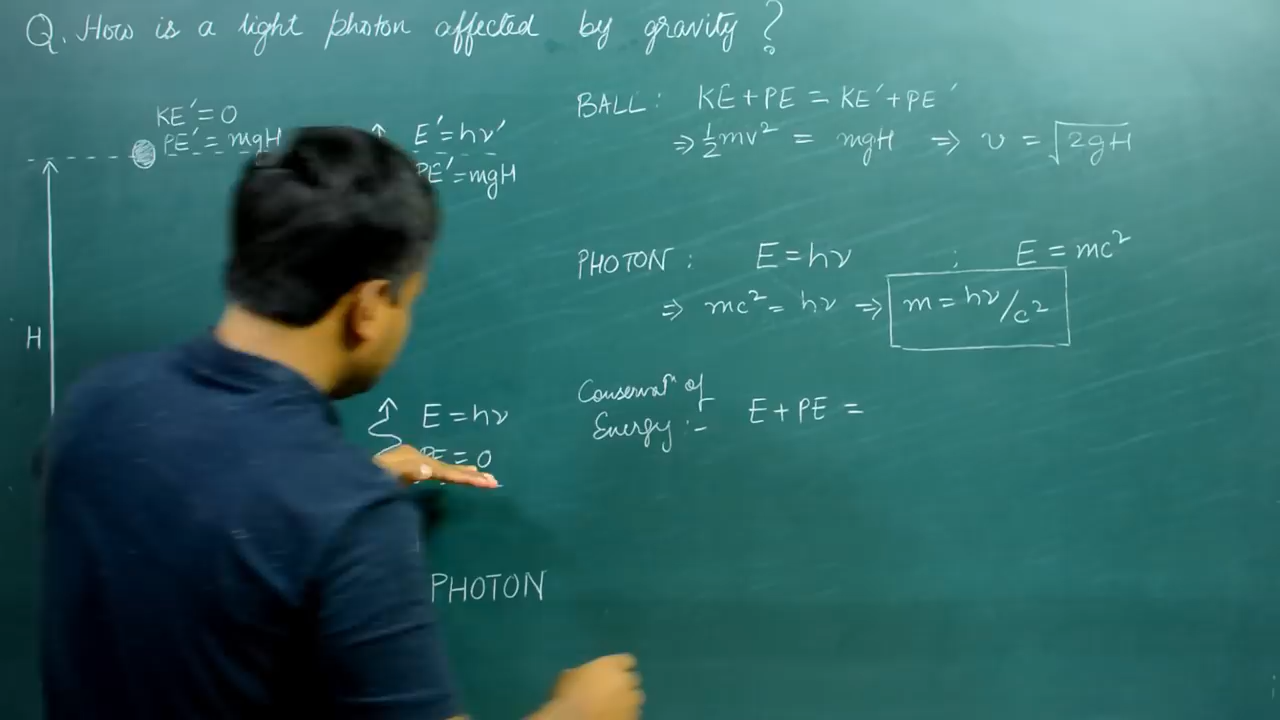 Q. How is a light photon affected by gravity ?
KE′ = 0
PE′ = mgH
E′ = hν′
PE′ = mgH
H
E = hν
PE = 0
PHOTON
BALL : KE + PE = KE′ + PE′
⇒ ½mv² = mgH ⇒ v = √2gH
PHOTON : E = hν ; E = mc²
⇒ mc² = hν ⇒ m = hν/c²
Conservatⁿ of
Energy :- E + PE =